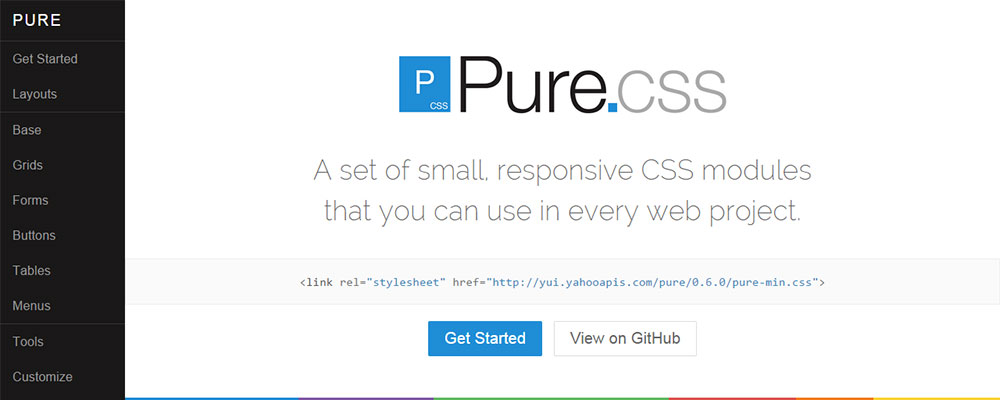 PURE
Get Started
Layouts
Base
Grids
Forms
Buttons
Tables
Menus
Tools
Customize
P
CSS
Pure.css
A set of small, responsive CSS modules
that you can use in every web project.
<link rel="stylesheet" href="http://yui.yahooapis.com/pure/0.6.0/pure-min.css">
Get Started
View on GitHub